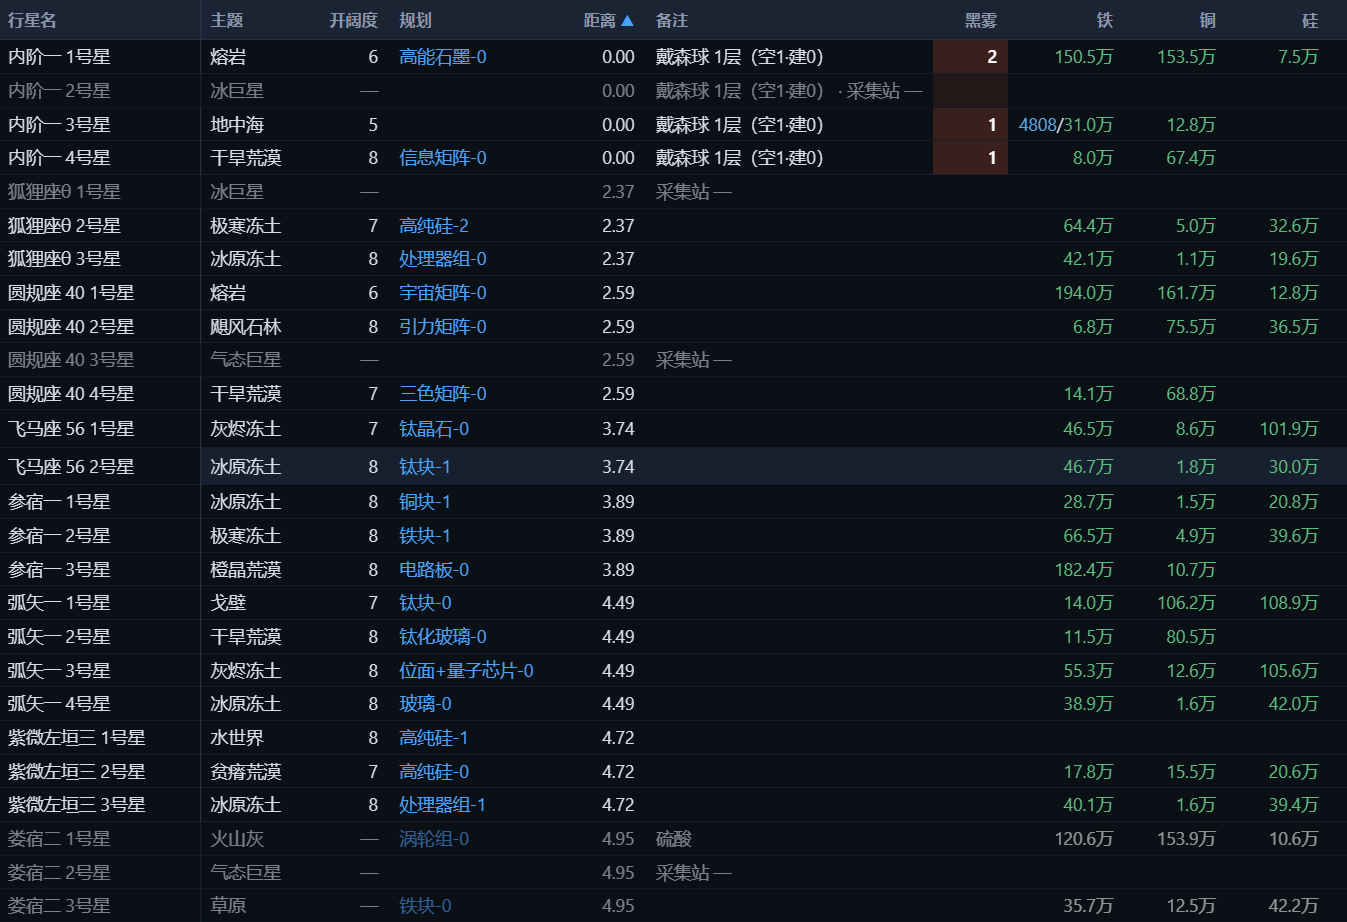 行星名 主题 开阔度 规划 距离 ▲ 备注 黑雾 铁 铜 硅
内阶一 1号星 熔岩 6 高能石墨-0 0.00 戴森球 1层（空1·建0） 2 150.5万 153.5万 7.5万
内阶一 2号星 冰巨星 — 0.00 戴森球 1层（空1·建0） · 采集站 —
内阶一 3号星 地中海 5 0.00 戴森球 1层（空1·建0） 1 4808/31.0万 12.8万
内阶一 4号星 干旱荒漠 8 信息矩阵-0 0.00 戴森球 1层（空1·建0） 1 8.0万 67.4万
狐狸座θ 1号星 冰巨星 — 2.37 采集站 —
狐狸座θ 2号星 极寒冻土 7 高纯硅-2 2.37 64.4万 5.0万 32.6万
狐狸座θ 3号星 冰原冻土 8 处理器组-0 2.37 42.1万 1.1万 19.6万
圆规座 40 1号星 熔岩 6 宇宙矩阵-0 2.59 194.0万 161.7万 12.8万
圆规座 40 2号星 飓风石林 8 引力矩阵-0 2.59 6.8万 75.5万 36.5万
圆规座 40 3号星 气态巨星 — 2.59 采集站 —
圆规座 40 4号星 干旱荒漠 7 三色矩阵-0 2.59 14.1万 68.8万
飞马座 56 1号星 灰烬冻土 7 钛晶石-0 3.74 46.5万 8.6万 101.9万
飞马座 56 2号星 冰原冻土 8 钛块-1 3.74 46.7万 1.8万 30.0万
参宿一 1号星 冰原冻土 8 铜块-1 3.89 28.7万 1.5万 20.8万
参宿一 2号星 极寒冻土 8 铁块-1 3.89 66.5万 4.9万 39.6万
参宿一 3号星 橙晶荒漠 8 电路板-0 3.89 182.4万 10.7万
弧矢一 1号星 戈壁 7 钛块-0 4.49 14.0万 106.2万 108.9万
弧矢一 2号星 干旱荒漠 8 钛化玻璃-0 4.49 11.5万 80.5万
弧矢一 3号星 灰烬冻土 8 位面+量子芯片-0 4.49 55.3万 12.6万 105.6万
弧矢一 4号星 冰原冻土 8 玻璃-0 4.49 38.9万 1.6万 42.0万
紫微左垣三 1号星 水世界 8 高纯硅-1 4.72
紫微左垣三 2号星 贫瘠荒漠 7 高纯硅-0 4.72 17.8万 15.5万 20.6万
紫微左垣三 3号星 冰原冻土 8 处理器组-1 4.72 40.1万 1.6万 39.4万
娄宿二 1号星 火山灰 — 涡轮组-0 4.95 硫酸 120.6万 153.9万 10.6万
娄宿二 2号星 气态巨星 — 4.95 采集站 —
娄宿二 3号星 草原 — 铁块-0 4.95 35.7万 12.5万 42.2万